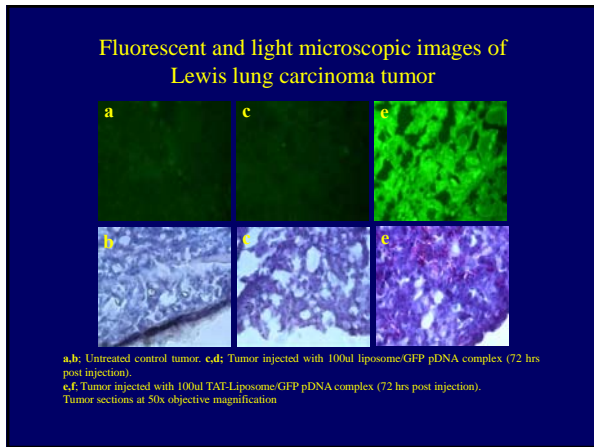 Fluorescent and light microscopic images of
Lewis lung carcinoma tumor
a c e
b c e
a,b; Untreated control tumor. c,d; Tumor injected with 100ul liposome/GFP pDNA complex (72 hrs
post injection).
e,f; Tumor injected with 100ul TAT-Liposome/GFP pDNA complex (72 hrs post injection).
Tumor sections at 50x objective magnification